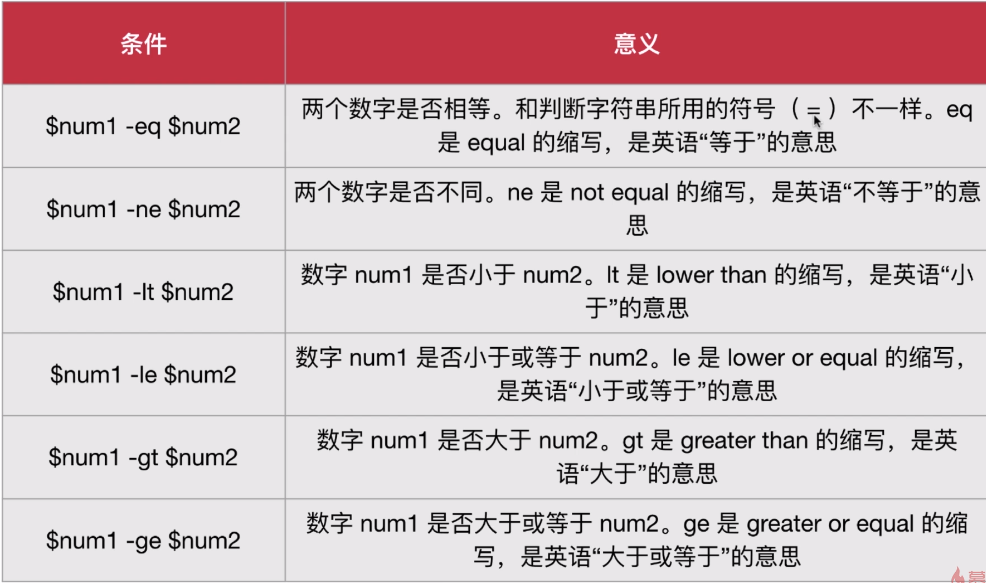 条件
意义
$num1 -eq $num2
两个数字是否相等。和判断字符串所用的符号（=）不一样。eq
是 equal 的缩写，是英语“等于”的意思
$num1 -ne $num2
两个数字是否不同。ne 是 not equal 的缩写，是英语“不等于”的意
思
$num1 -lt $num2
数字 num1 是否小于 num2。lt 是 lower than 的缩写，是英语“小
于”的意思
$num1 -le $num2
数字 num1 是否小于或等于 num2。le 是 lower or equal 的缩写，
是英语“小于或等于”的意思
$num1 -gt $num2
数字 num1 是否大于 num2。gt 是 greater than 的缩写，是英
语“大于”的意思
$num1 -ge $num2
数字 num1 是否大于或等于 num2。ge 是 greater or equal 的缩
写，是英语“大于或等于”的意思